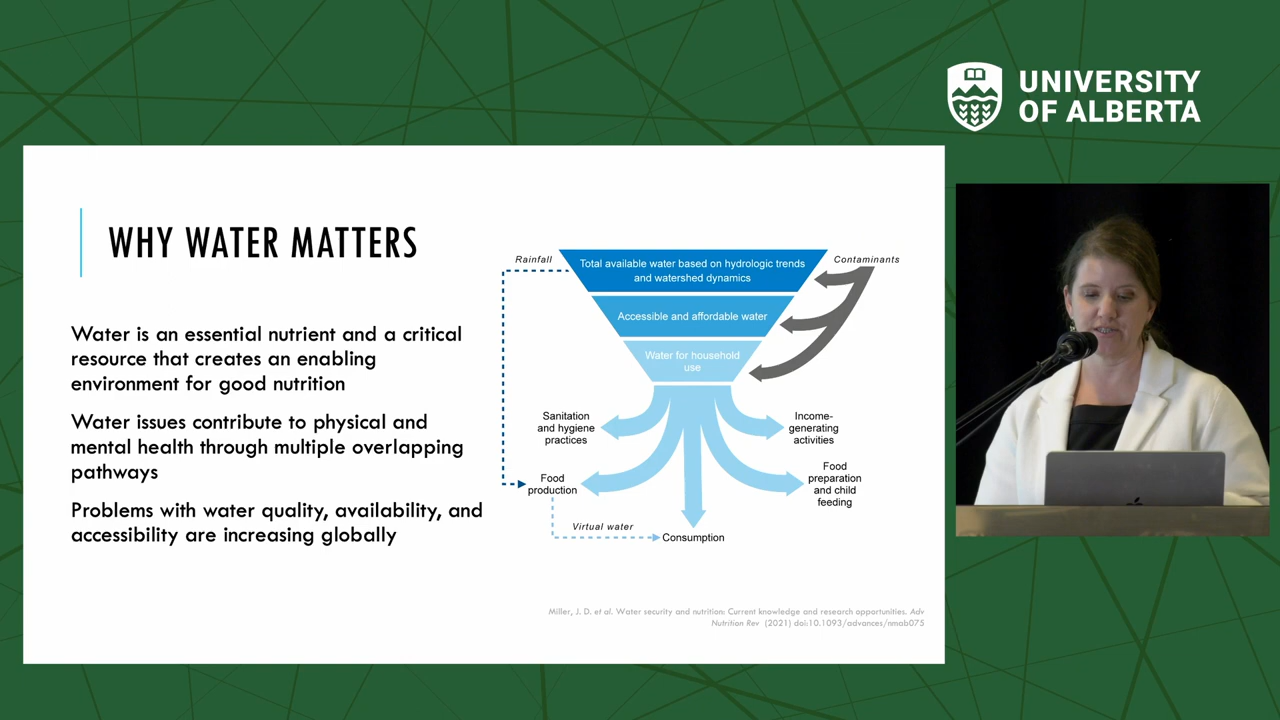 UNIVERSITY
OF ALBERTA
WHY WATER MATTERS
Water is an essential nutrient and a critical
resource that creates an enabling
environment for good nutrition
Water issues contribute to physical and
mental health through multiple overlapping
pathways
Problems with water quality, availability, and
accessibility are increasing globally
Rainfall
Total available water based on hydrologic trends
and watershed dynamics
Contaminants
Accessible and affordable water
Water for household
use
Sanitation
and hygiene
practices
Income-
generating
activities
Food
production
Food
preparation
and child
feeding
Virtual water
Consumption
Miller, J. D. et al. Water security and nutrition: Current knowledge and research opportunities. Adv
Nutrition Rev (2021) doi:10.1093/advances/nmab075